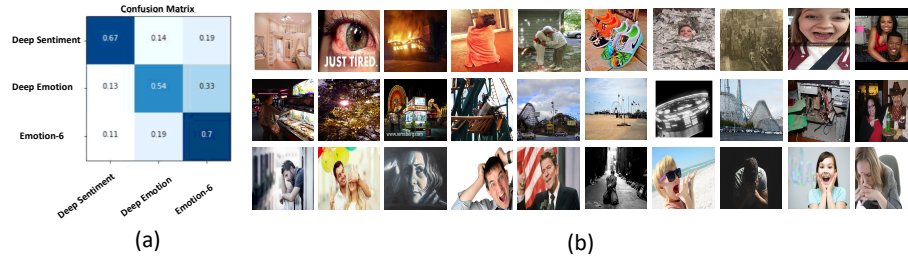 Confusion Matrix
Deep Sentiment
0.67 0.14 0.19
Deep Emotion
0.13 0.54 0.33
Emotion-6
0.11 0.19 0.7
Deep Sentiment
Deep Emotion
Emotion-6
(a)
JUST TIRED.
(b)